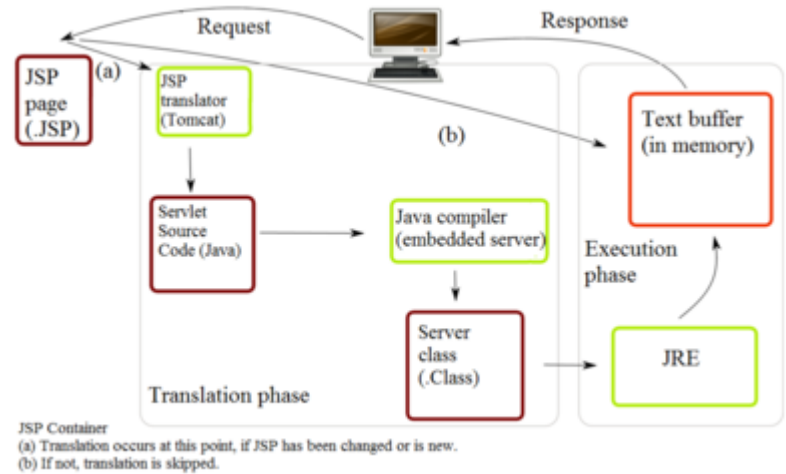 Request
Response
JSP
page
(.JSP)
(a)
JSP
translator
(Tomcat)
(b)
Text buffer
(in memory)
Servlet
Source
Code (Java)
Java compiler
(embedded server)
Execution
phase
Server
class
(.Class)
JRE
Translation phase
JSP Container
(a) Translation occurs at this point, if JSP has been changed or is new.
(b) If not, translation is skipped.